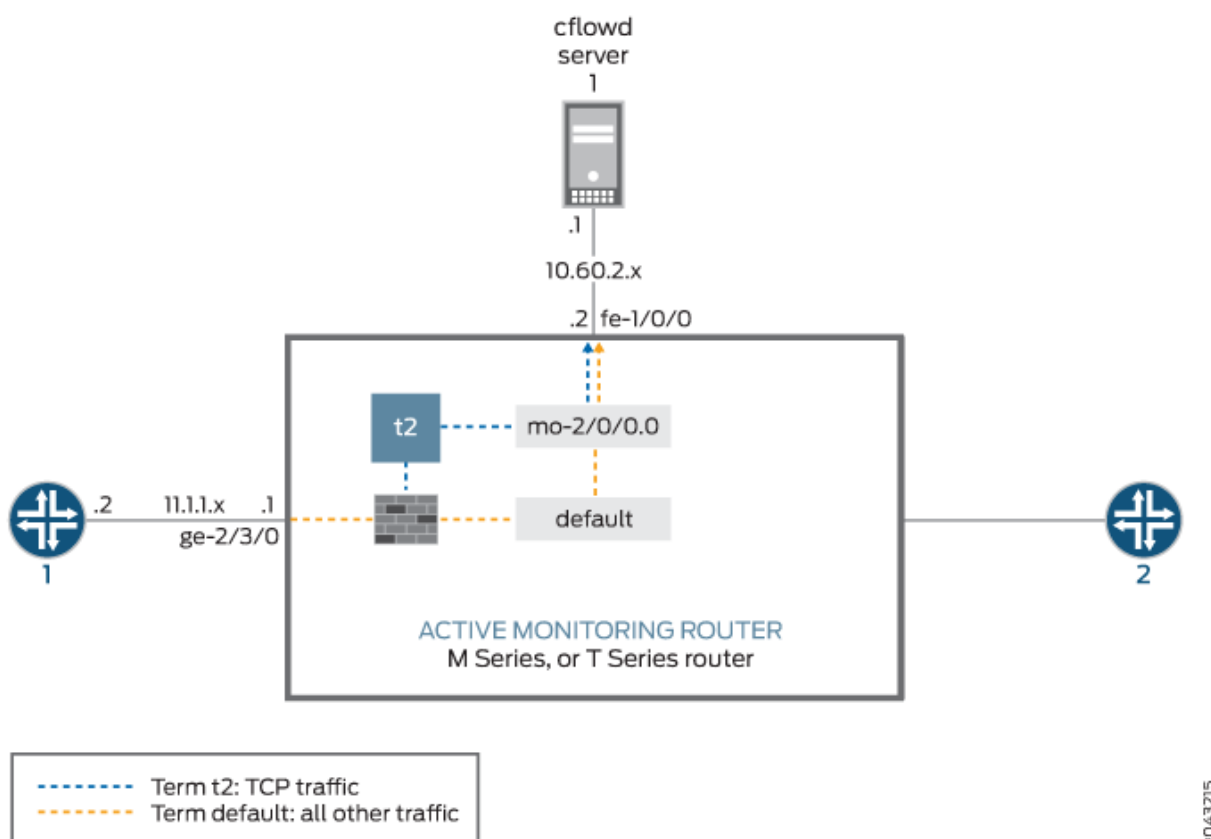 cflowd
server
1
.1
10.60.2.x
.2 fe-1/0/0
t2
mo-2/0/0.0
.2 11.1.1.x .1
ge-2/3/0
default
1
2
ACTIVE MONITORING ROUTER
M Series, or T Series router
Term t2: TCP traffic
Term default: all other traffic